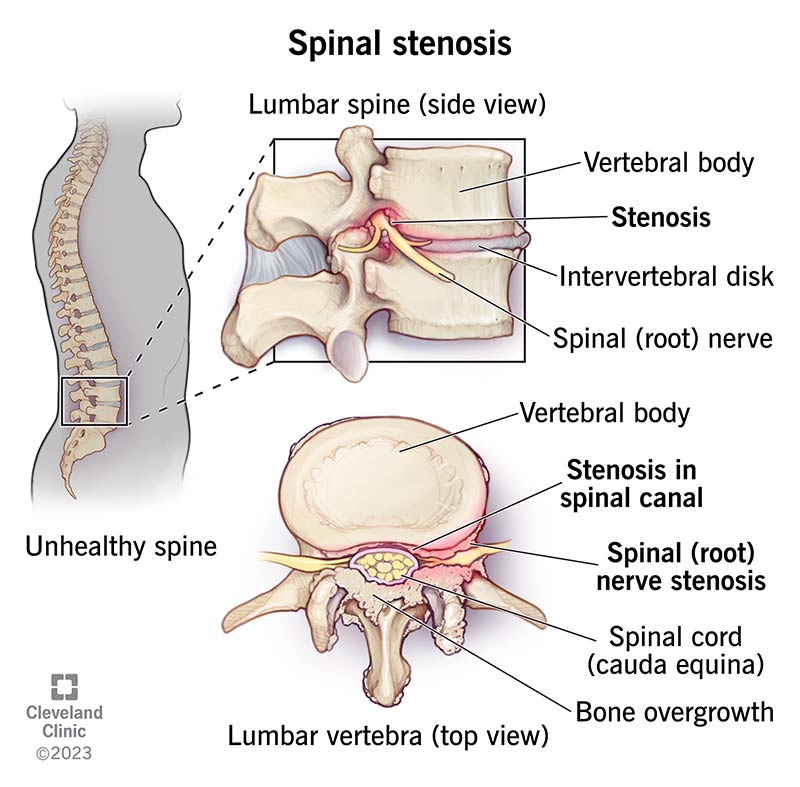 Spinal stenosis
Lumbar spine (side view)
Vertebral body
Stenosis
Intervertebral disk
Spinal (root) nerve
Unhealthy spine
Vertebral body
Stenosis in
spinal canal
Spinal (root)
nerve stenosis
Spinal cord
(cauda equina)
Bone overgrowth
Lumbar vertebra (top view)
Cleveland
Clinic
©2023